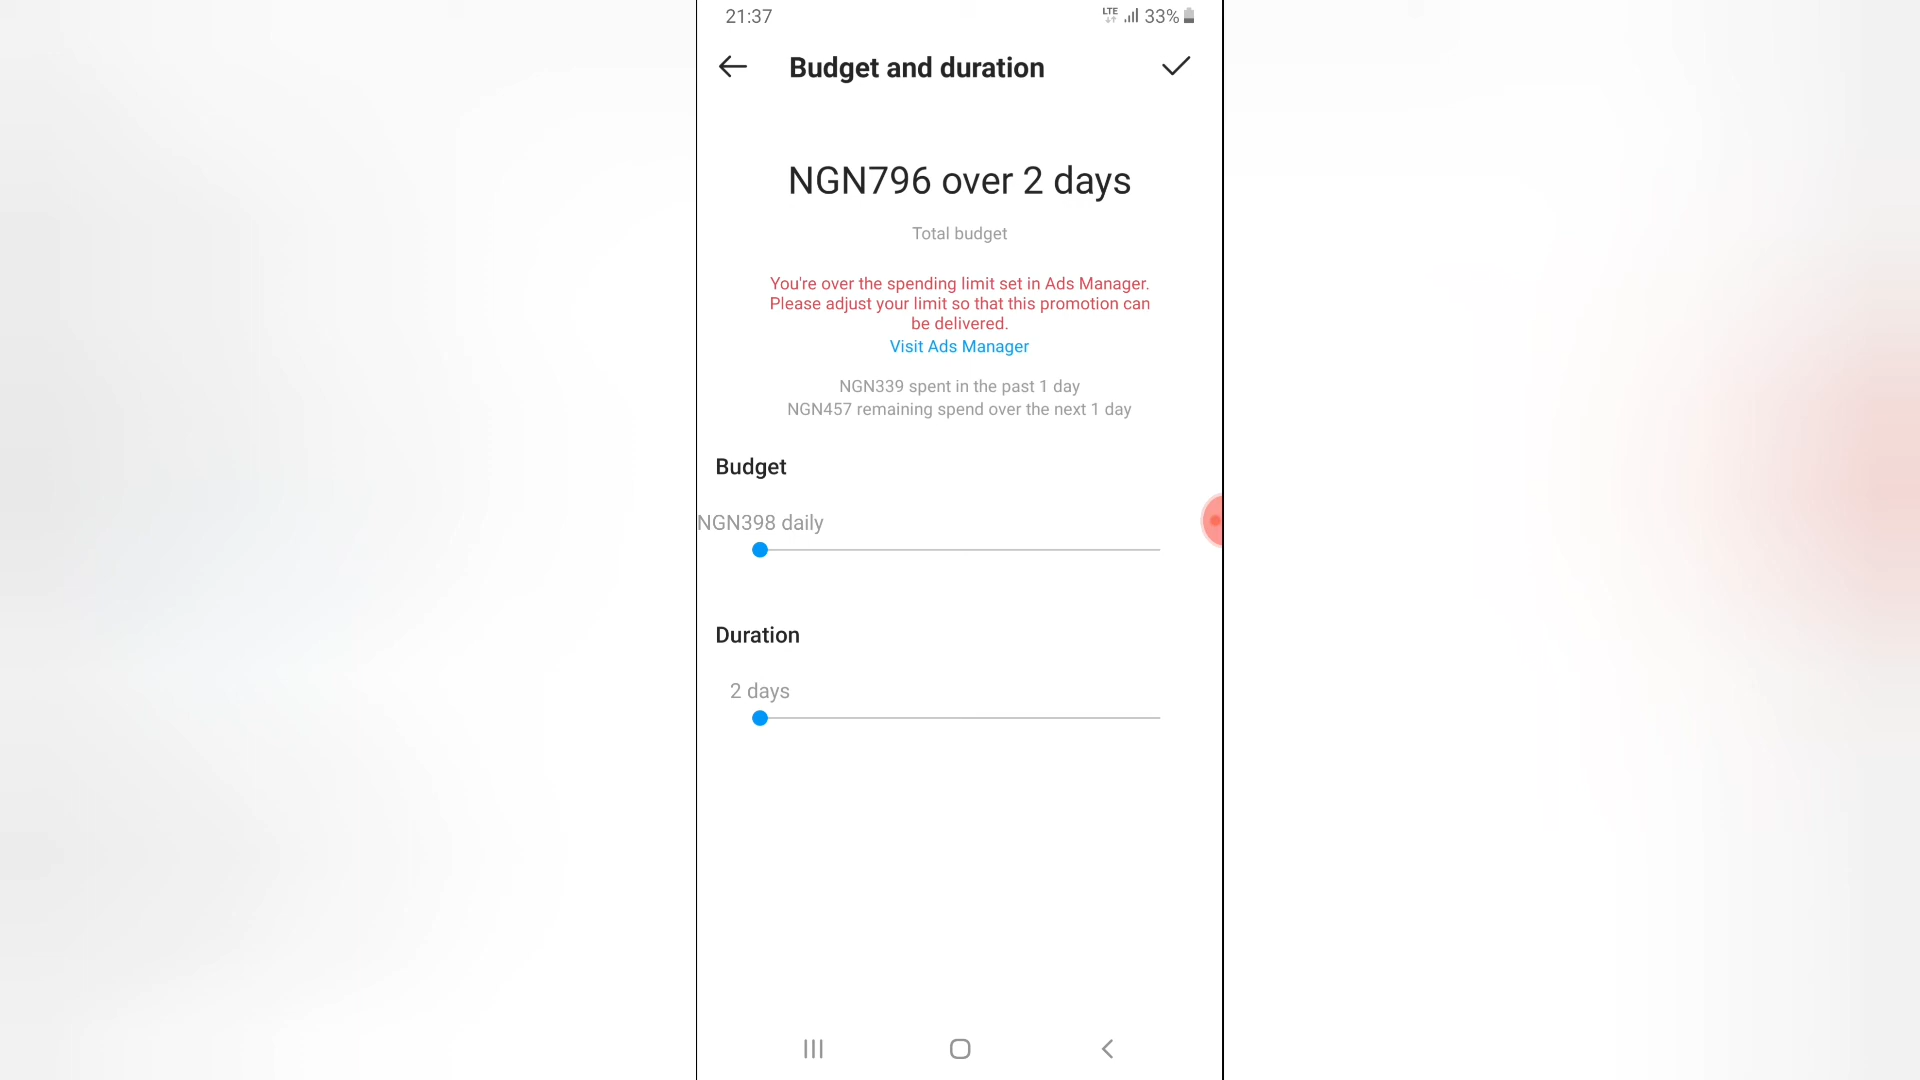 21:37
LTE 33%
Budget and duration
NGN796 over 2 days
Total budget
You're over the spending limit set in Ads Manager.
Please adjust your limit so that this promotion can
be delivered.
Visit Ads Manager
NGN339 spent in the past 1 day
NGN457 remaining spend over the next 1 day
Budget
NGN398 daily
Duration
2 days